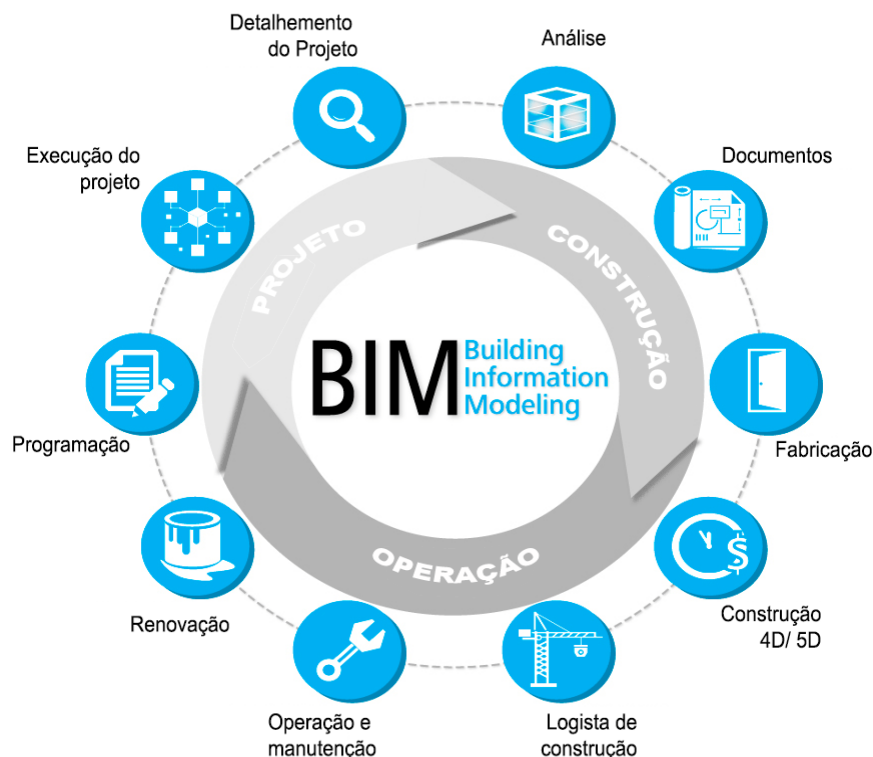 Detalhemento
do Projeto
Análise
Execução do
projeto
Documentos
PROJETO
CONSTRUÇÃO
BIM
Building
Information
Modeling
Programação
Fabricação
OPERAÇÃO
Renovação
Construção
4D/ 5D
$
Operação e
manutenção
Logista de
construção